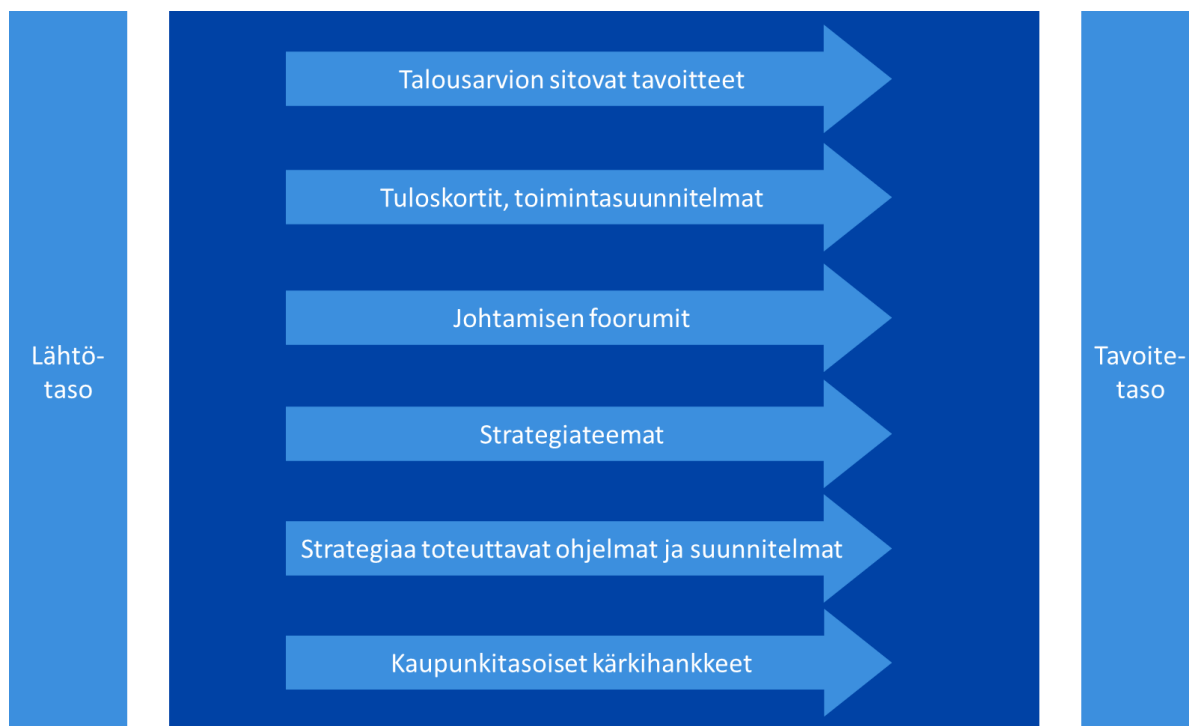 Talousarvion sitovat tavoitteet
Tuloskortit, toimintasuunnitelmat
Johtamisen foorumit
Lähtö-
taso
Tavoite-
taso
Strategiateemat
Strategiaa toteuttavat ohjelmat ja suunnitelmat
Kaupunkitasoiset kärkihankkeet